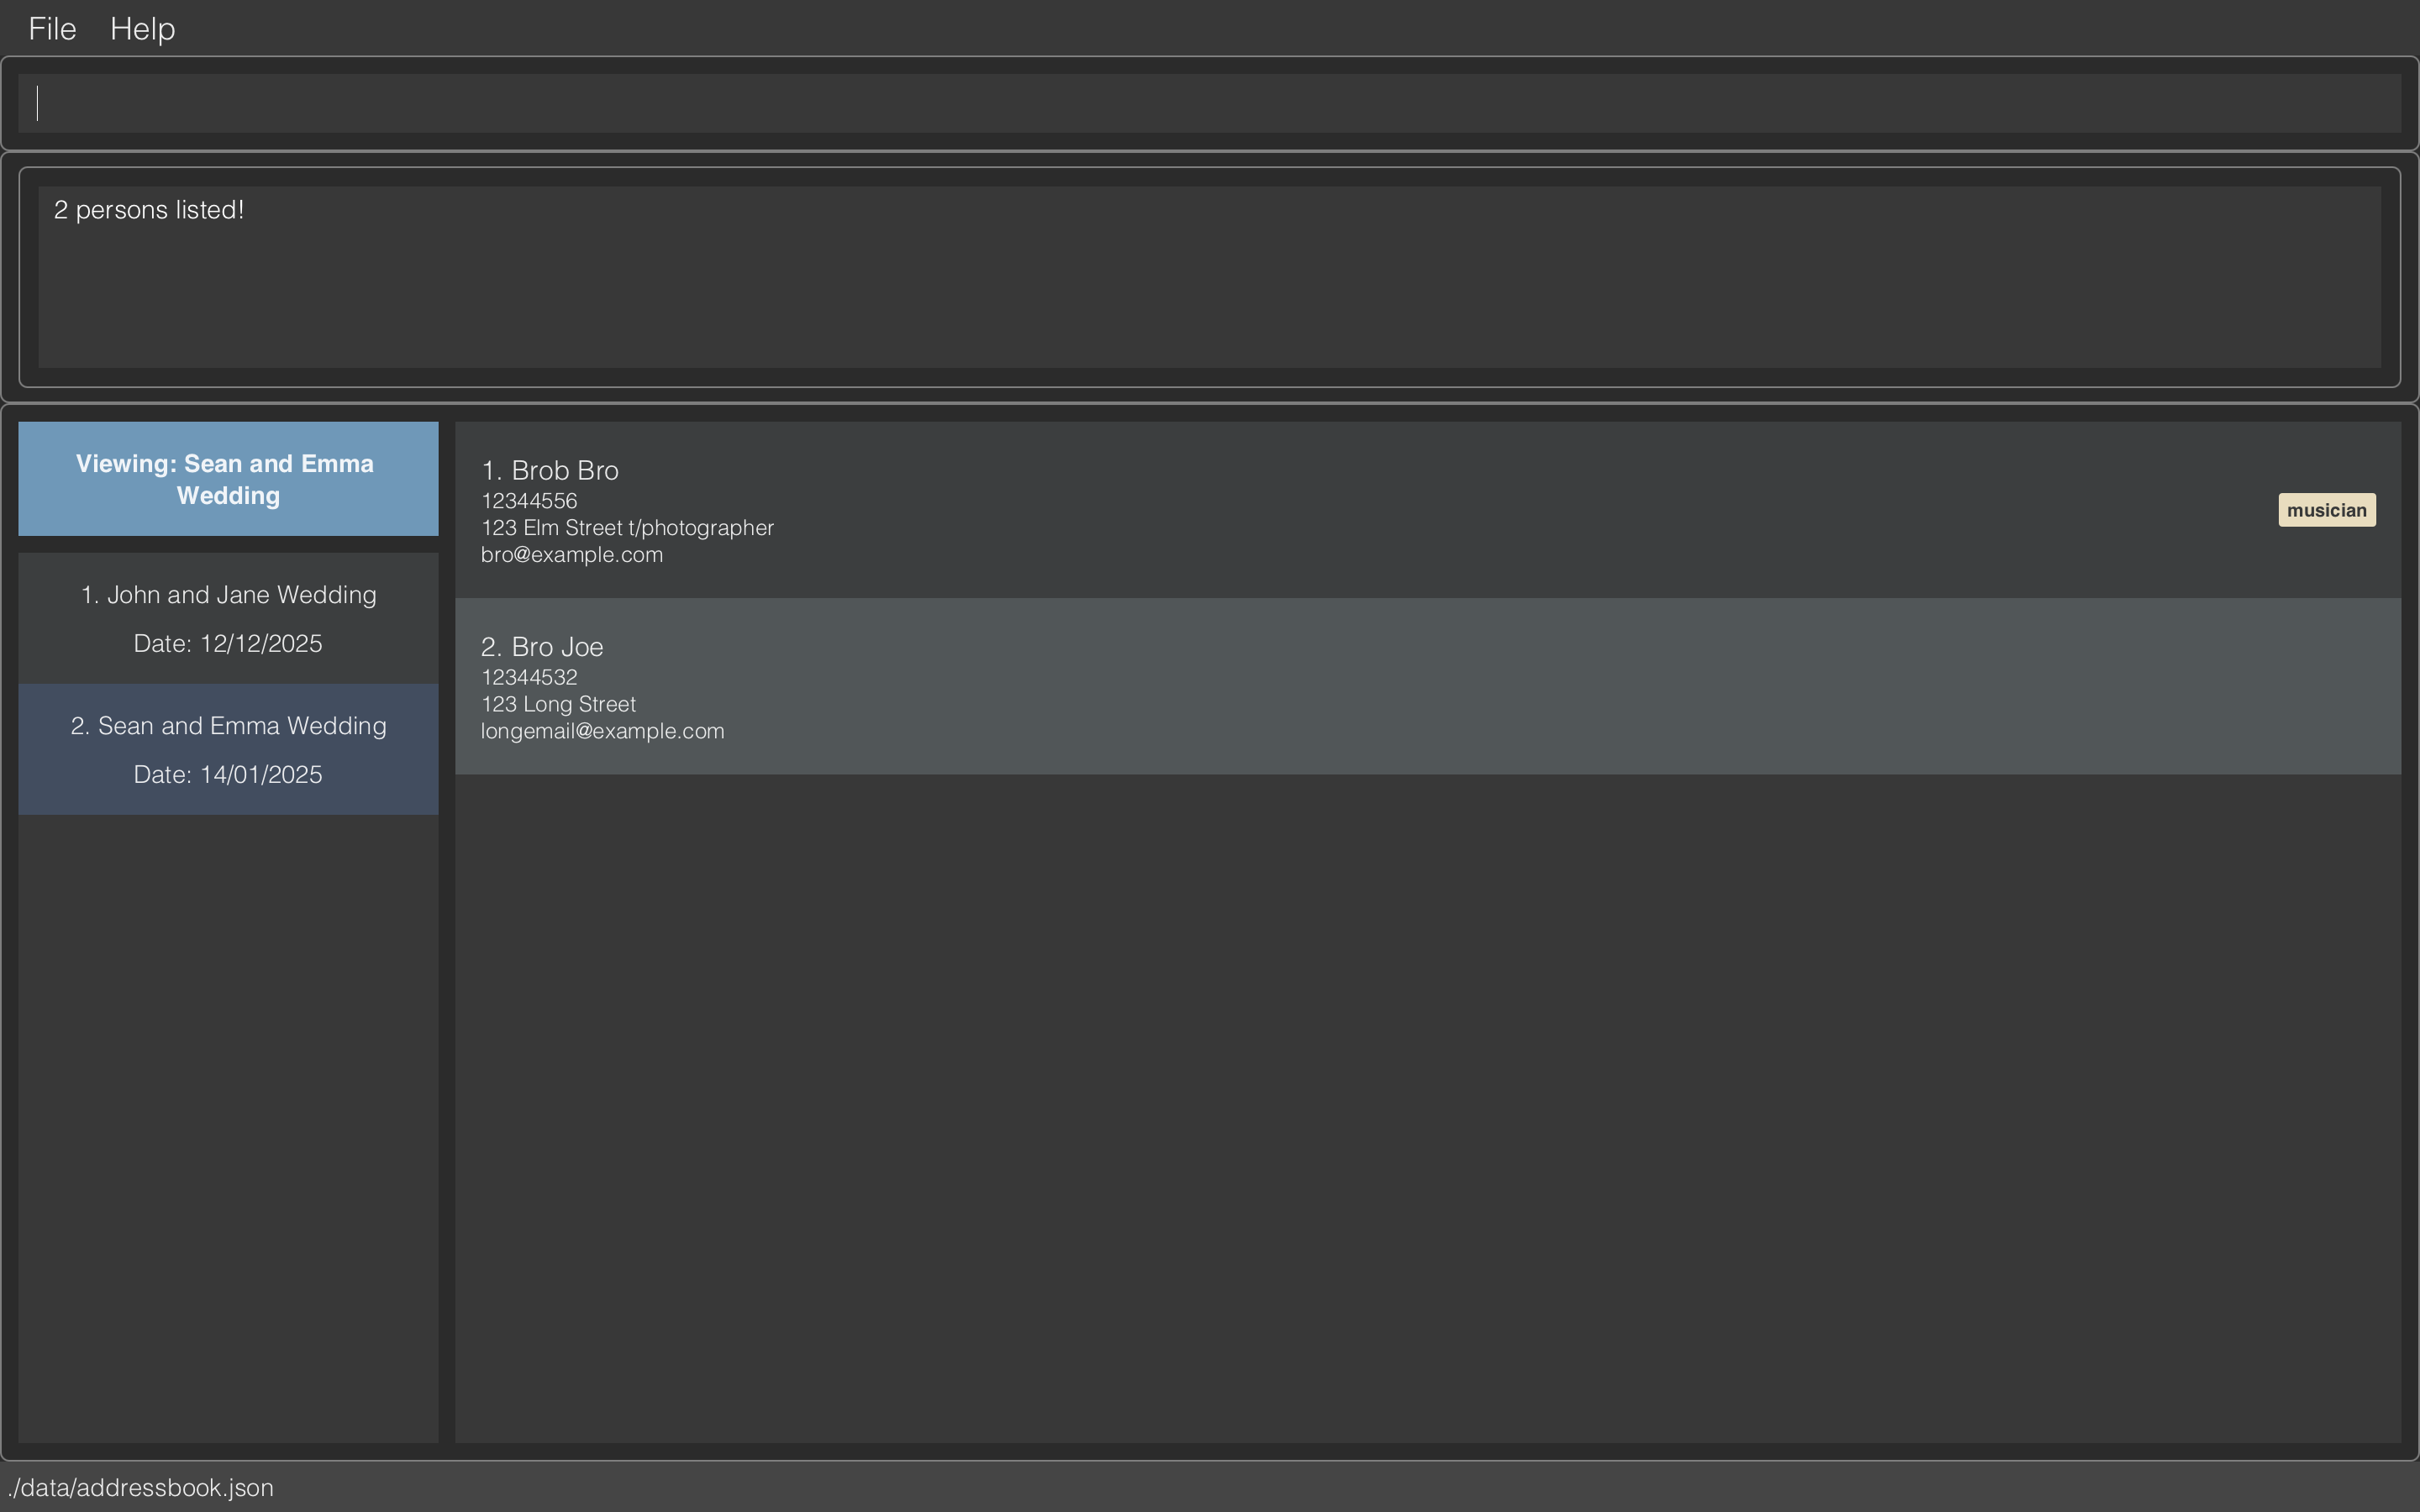 File Help
2 persons listed!
Viewing: Sean and Emma
Wedding
1. John and Jane Wedding
Date: 12/12/2025
2. Sean and Emma Wedding
Date: 14/01/2025
1. Brob Bro
12344556
123 Elm Street t/photographer
bro@example.com
musician
2. Bro Joe
12344532
123 Long Street
longemail@example.com
./data/addressbook.json